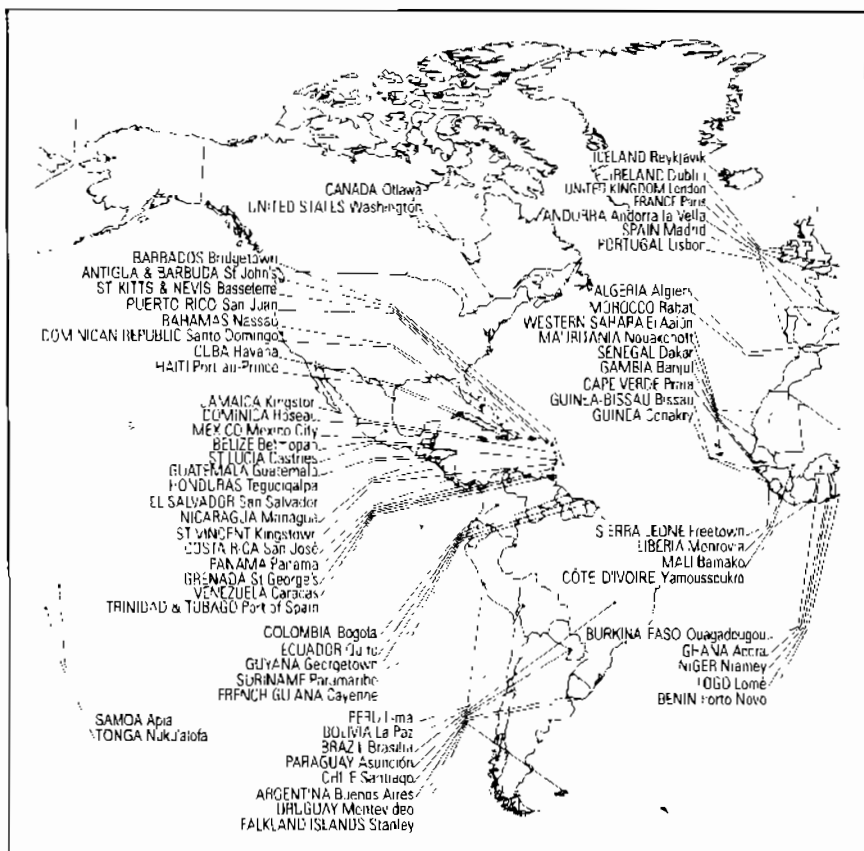 ICELAND Reykjavik
EIRELAND Dublin
UNITED KINGDOM London
FRANCE Paris
ANDORRA Andorra la Vella
SPAIN Madrid
PORTUGAL Lisbon
CANADA Ottawa
UNITED STATES Washington
BARBADOS Bridgetown
ANTIGUA & BARBUDA St John's
ST KITTS & NEVIS Basseterre
PUERTO RICO San Juan
BAHAMAS Nassau
DOMINICAN REPUBLIC Santo Domingo
CUBA Havana
HAITI Port-au-Prince
ALGERIA Algiers
MOROCCO Rabat
WESTERN SAHARA El Aaiún
MAURITANIA Nouakchott
SENEGAL Dakar
GAMBIA Banjul
CAPE VERDE Praia
GUINEA-BISSAU Bissau
GUINEA Conakry
JAMAICA Kingston
DOMINICA Roseau
MEXICO Mexico City
BELIZE Belmopan
ST LUCIA Castries
GUATEMALA Guatemala
HONDURAS Tegucigalpa
EL SALVADOR San Salvador
NICARAGUA Managua
ST VINCENT Kingstown
COSTA RICA San José
PANAMA Panama
GRENADA St George's
VENEZUELA Caracas
TRINIDAD & TOBAGO Port of Spain
SIERRA LEONE Freetown
LIBERIA Monrovia
MALI Bamako
CÔTE D'IVOIRE Yamoussoukro
COLOMBIA Bogota
ECUADOR Quito
GUYANA Georgetown
SURINAME Paramaribo
FRENCH GUIANA Cayenne
BURKINA FASO Ouagadougou
GHANA Accra
NIGER Niamey
TOGO Lomé
BENIN Porto Novo
SAMOA Apia
TONGA Nuku'alofa
PERU Lima
BOLIVIA La Paz
BRAZIL Brasilia
PARAGUAY Asunción
CHILE Santiago
ARGENTINA Buenos Aires
URUGUAY Montevideo
FALKLAND ISLANDS Stanley